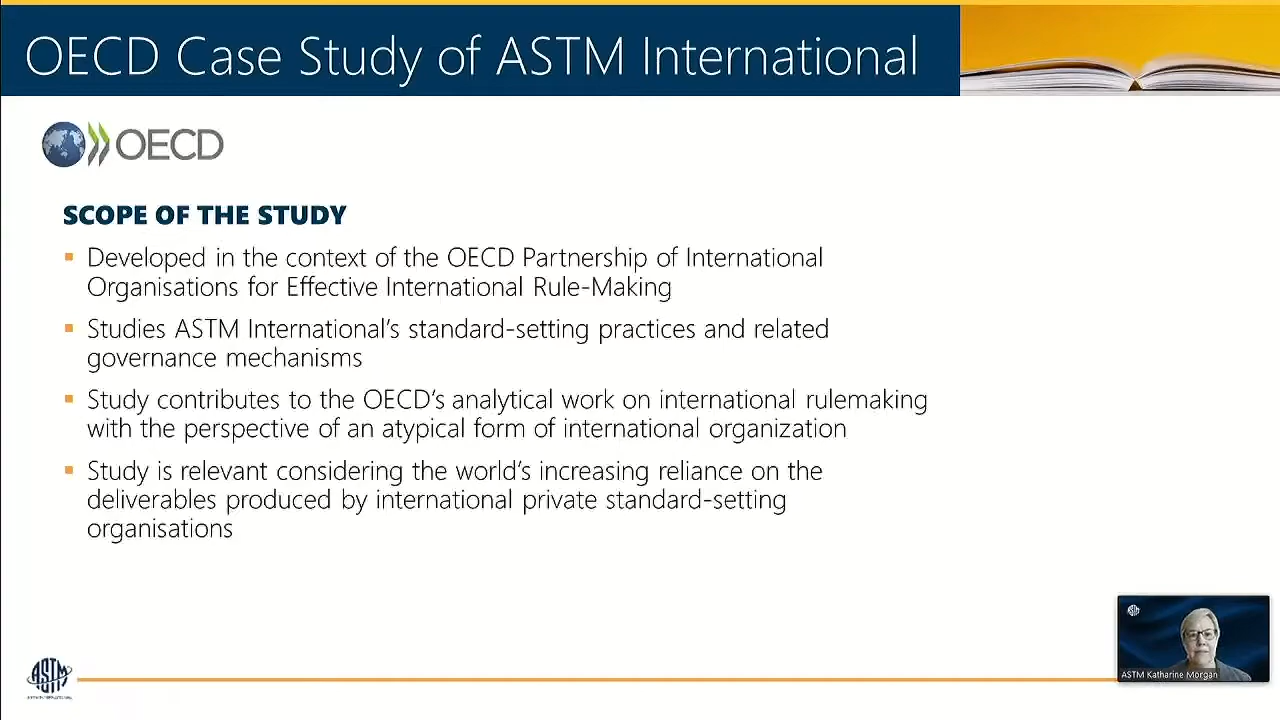 OECD Case Study of ASTM International
OECD
SCOPE OF THE STUDY
Developed in the context of the OECD Partnership of International
Organisations for Effective International Rule-Making
Studies ASTM International's standard-setting practices and related
governance mechanisms
Study contributes to the OECD's analytical work on international rulemaking
with the perspective of an atypical form of international organization
Study is relevant considering the world's increasing reliance on the
deliverables produced by international private standard-setting
organisations
ASTM
ASTM Katharine Morgan